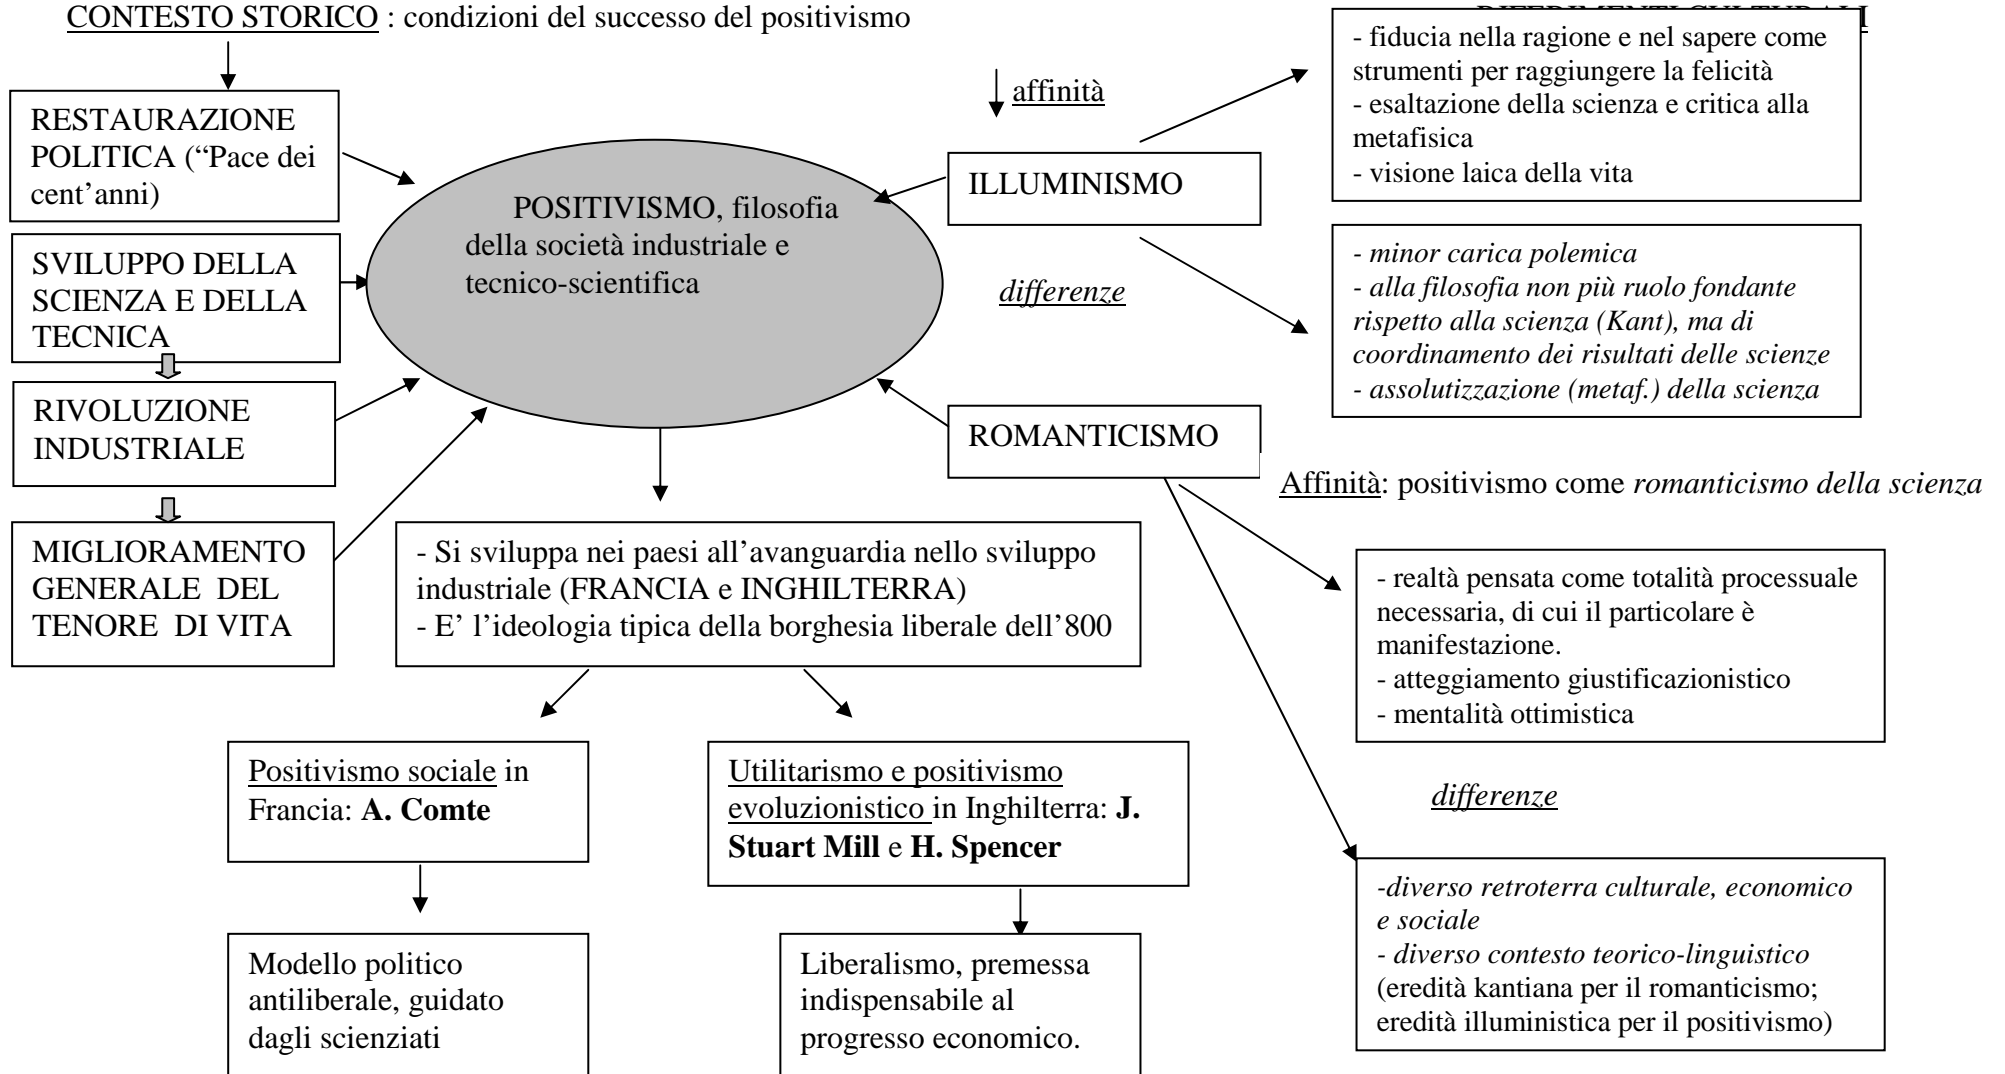 CONTESTO STORICO : condizioni del successo del positivismo
RESTAURAZIONE
POLITICA (“Pace dei
cent’anni)
SVILUPPO DELLA
SCIENZA E DELLA
TECNICA
RIVOLUZIONE
INDUSTRIALE
MIGLIORAMENTO
GENERALE DEL
TENORE DI VITA
POSITIVISMO, filosofia
della società industriale e
tecnico-scientifica
- Si sviluppa nei paesi all’avanguardia nello sviluppo
industriale (FRANCIA e INGHILTERRA)
- E’ l’ideologia tipica della borghesia liberale dell’800
Positivismo sociale in
Francia: A. Comte
Modello politico
antiliberale, guidato
dagli scienziati
Utilitarismo e positivismo
evoluzionistico in Inghilterra: J.
Stuart Mill e H. Spencer
Liberalismo, premessa
indispensabile al
progresso economico.
affinità
ILLUMINISMO
differenze
ROMANTICISMO
- fiducia nella ragione e nel sapere come
strumenti per raggiungere la felicità
- esaltazione della scienza e critica alla
metafisica
- visione laica della vita
- minor carica polemica
- alla filosofia non più ruolo fondante
rispetto alla scienza (Kant), ma di
coordinamento dei risultati delle scienze
- assolutizzazione (metaf.) della scienza
Affinità: positivismo come romanticismo della scienza
- realtà pensata come totalità processuale
necessaria, di cui il particolare è
manifestazione.
- atteggiamento giustificazionistico
- mentalità ottimistica
differenze
-diverso retroterra culturale, economico
e sociale
- diverso contesto teorico-linguistico
(eredità kantiana per il romanticismo;
eredità illuministica per il positivismo)